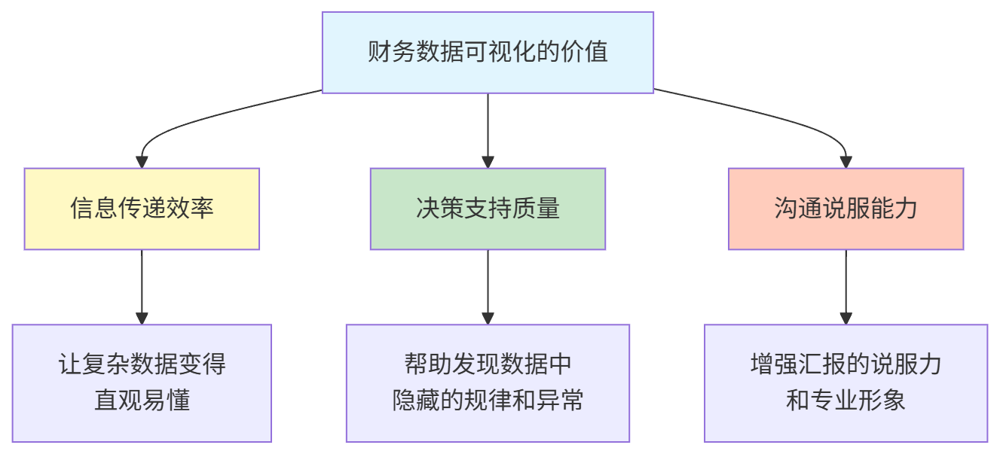 财务数据可视化的价值
信息传递效率
决策支持质量
沟通说服能力
让复杂数据变得
直观易懂
帮助发现数据中
隐藏的规律和异常
增强汇报的说服力
和专业形象